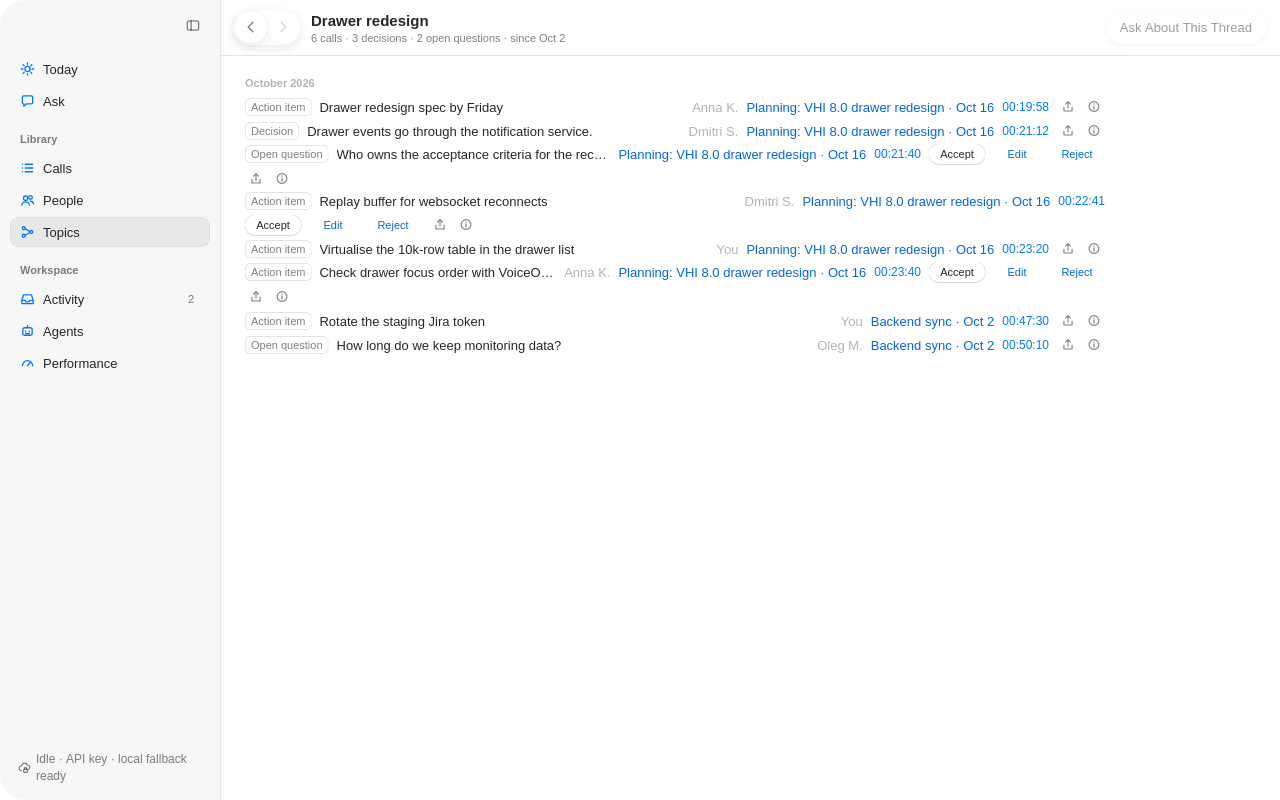 Drawer redesign
6 calls · 3 decisions · 2 open questions · since Oct 2
Ask About This Thread
Today
Ask
Library
Calls
People
Topics
Workspace
Activity 2
Agents
Performance
Idle · API key · local fallback
ready
October 2026
Action item Drawer redesign spec by Friday Anna K. Planning: VHI 8.0 drawer redesign · Oct 16 00:19:58
Decision Drawer events go through the notification service. Dmitri S. Planning: VHI 8.0 drawer redesign · Oct 16 00:21:12
Open question Who owns the acceptance criteria for the rec… Planning: VHI 8.0 drawer redesign · Oct 16 00:21:40 Accept Edit Reject
Action item Replay buffer for websocket reconnects Dmitri S. Planning: VHI 8.0 drawer redesign · Oct 16 00:22:41
Accept Edit Reject
Action item Virtualise the 10k-row table in the drawer list You Planning: VHI 8.0 drawer redesign · Oct 16 00:23:20
Action item Check drawer focus order with VoiceO… Anna K. Planning: VHI 8.0 drawer redesign · Oct 16 00:23:40 Accept Edit Reject
Action item Rotate the staging Jira token You Backend sync · Oct 2 00:47:30
Open question How long do we keep monitoring data? Oleg M. Backend sync · Oct 2 00:50:10